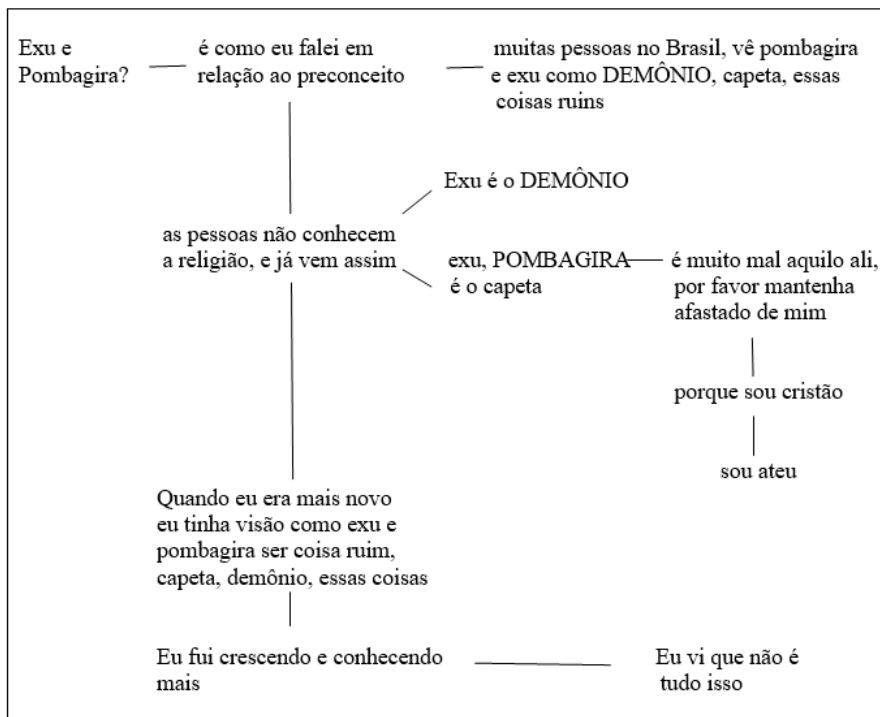 Exu e
Pombagira?
é como eu falei em
relação ao preconceito
muitas pessoas no Brasil, vê pombagira
e exu como DEMÔNIO, capeta, essas
coisas ruins
Exu é o DEMÔNIO
as pessoas não conhecem
a religião, e já vem assim
exu, POMBAGIRA
é o capeta
é muito mal aquilo ali,
por favor mantenha
afastado de mim
porque sou cristão
sou ateu
Quando eu era mais novo
eu tinha visão como exu e
pombagira ser coisa ruim,
capeta, demônio, essas coisas
Eu fui crescendo e conhecendo
mais
Eu vi que não é
tudo isso